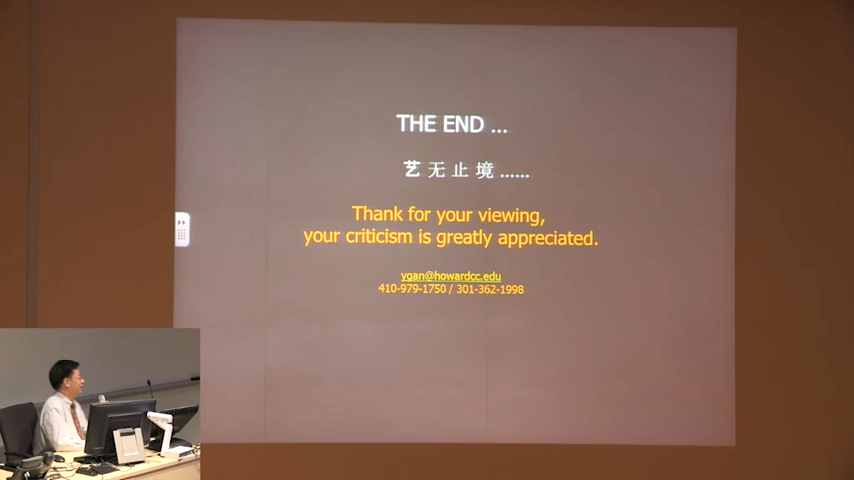 THE END ...
艺无止境......
Thank for your viewing,
your criticism is greatly appreciated.
ygan@howardcc.edu
410-979-1750 / 301-362-1998